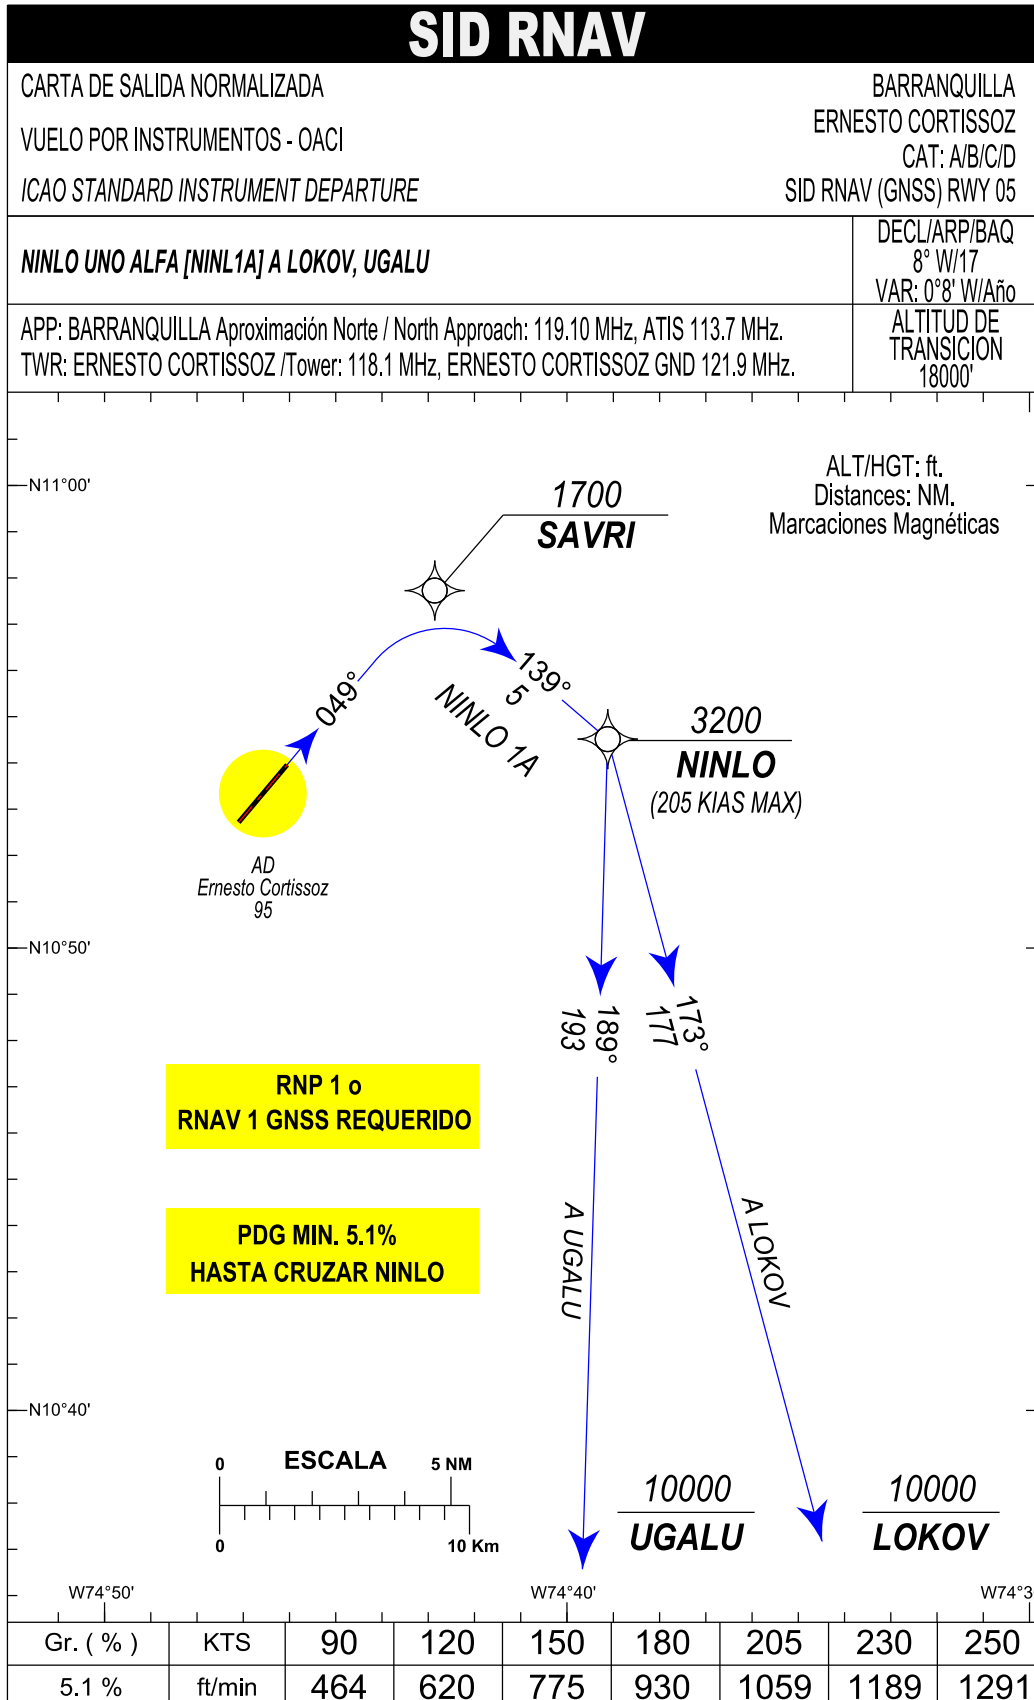 SID RNAV
CARTA DE SALIDA NORMALIZADA
VUELO POR INSTRUMENTOS - OACI
ICAO STANDARD INSTRUMENT DEPARTURE
BARRANQUILLA
ERNESTO CORTISSOZ
CAT: A/B/C/D
SID RNAV (GNSS) RWY 05
NINLO UNO ALFA [NINL1A] A LOKOV, UGALU
DECL/ARP/BAQ
8° W/17
VAR: 0°8' W/Año
APP: BARRANQUILLA Aproximación Norte / North Approach: 119.10 MHz, ATIS 113.7 MHz.
TWR: ERNESTO CORTISSOZ /Tower: 118.1 MHz, ERNESTO CORTISSOZ GND 121.9 MHz.
ALTITUD DE
TRANSICION
18000'
N11°00'
ALT/HGT: ft.
Distances: NM.
Marcaciones Magnéticas
1700
SAVRI
049°
139°
5
NINLO 1A
3200
NINLO
(205 KIAS MAX)
AD
Ernesto Cortissoz
95
N10°50'
189°
193
173°
177
RNP 1 o
RNAV 1 GNSS REQUERIDO
PDG MIN. 5.1%
HASTA CRUZAR NINLO
A UGALU
A LOKOV
N10°40'
0 ESCALA 5 NM
0 10 Km
10000
UGALU
10000
LOKOV
W74°50' W74°40' W74°3
Gr. ( % ) KTS 90 120 150 180 205 230 250
5.1 % ft/min 464 620 775 930 1059 1189 1291